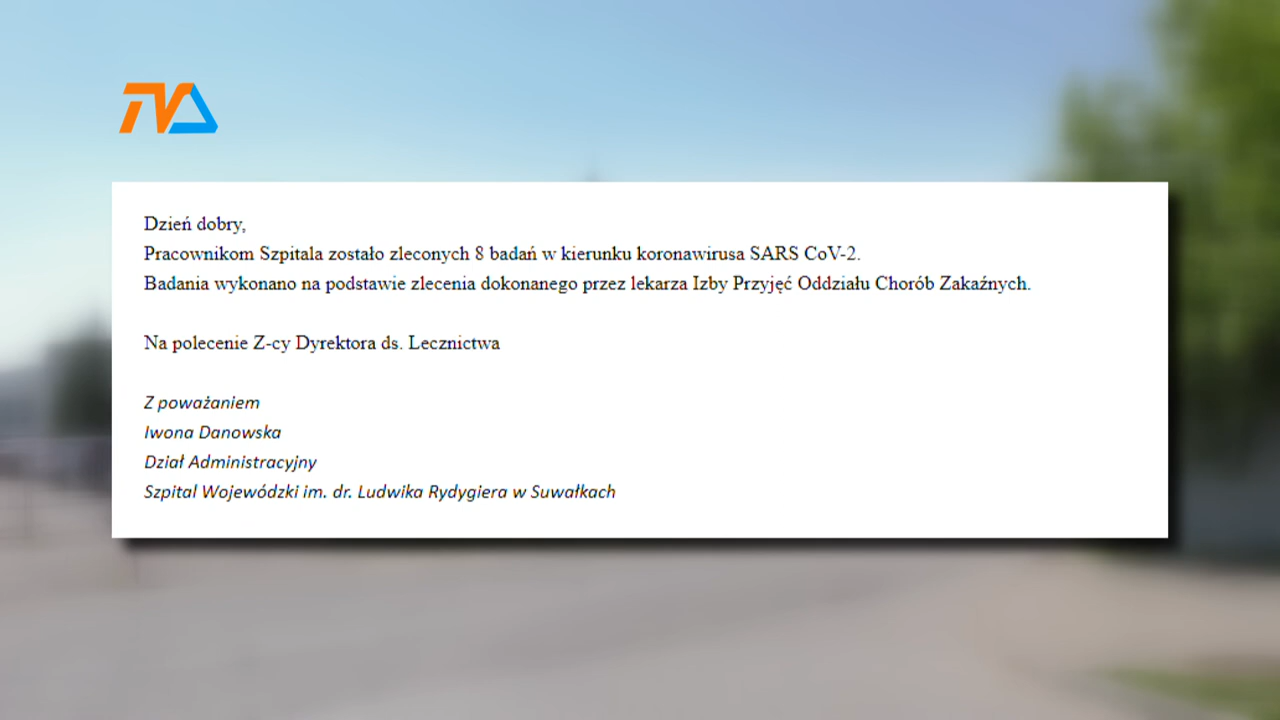 TVA
Dzień dobry,
Pracownikom Szpitala zostało zleconych 8 badań w kierunku koronawirusa SARS CoV-2.
Badania wykonano na podstawie zlecenia dokonanego przez lekarza Izby Przyjęć Oddziału Chorób Zakaźnych.
Na polecenie Z-cy Dyrektora ds. Lecznictwa
Z poważaniem
Iwona Danowska
Dział Administracyjny
Szpital Wojewódzki im. dr. Ludwika Rydygiera w Suwałkach